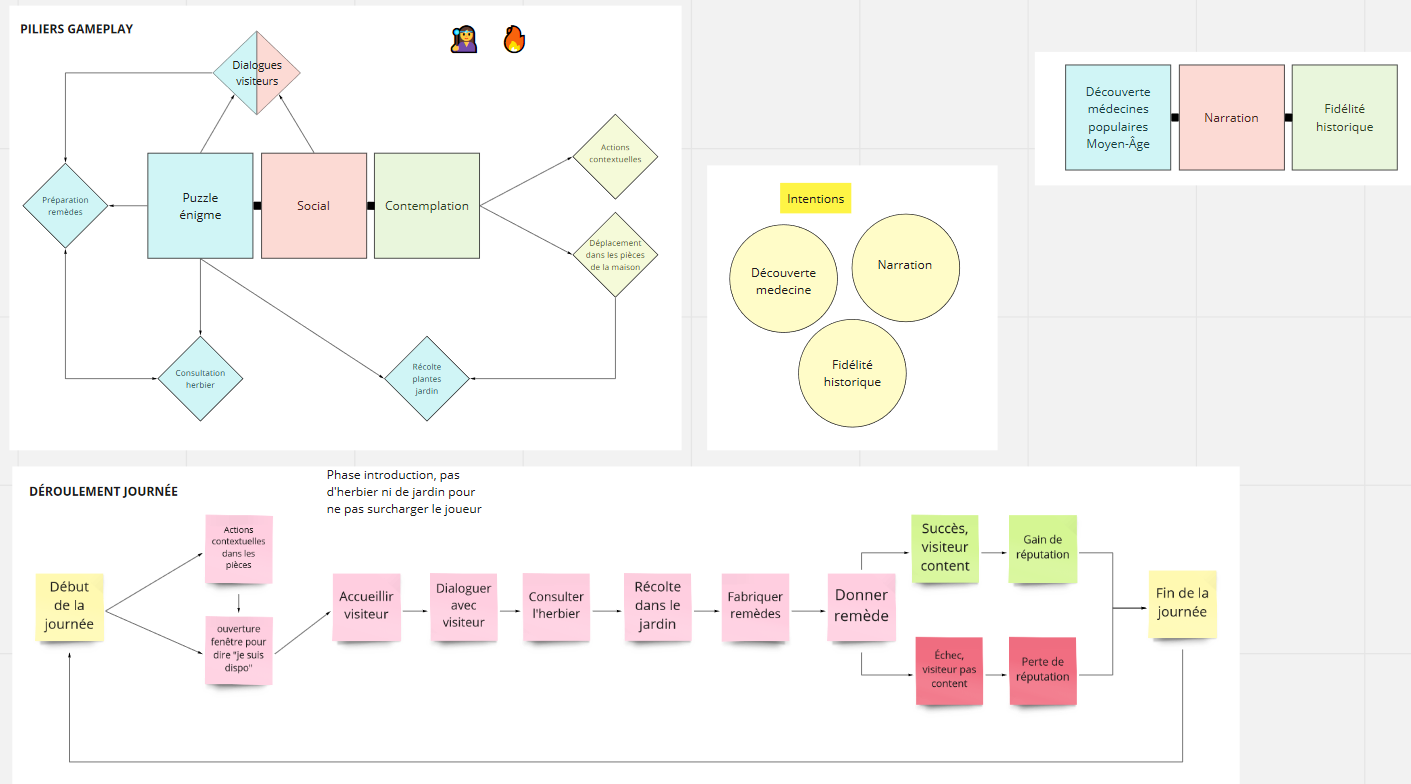 PILIERS GAMEPLAY
Dialogues
visiteurs
Préparation
remèdes
Puzzle
énigme
Social
Contemplation
Actions
contextuelles
Déplacement
dans les pièces
de la maison
Consultation
herbier
Récolte
plantes
jardin
Découverte
médecines
populaires
Moyen-Âge
Narration
Fidélité
historique
Intentions
Découverte
medecine
Narration
Fidélité
historique
DÉROULEMENT JOURNÉE
Phase introduction, pas
d'herbier ni de jardin pour
ne pas surcharger le joueur
Début
de la
journée
Actions
contextuelles
dans les
pièces
ouverture
fenêtre pour
dire "je suis
dispo"
Accueillir
visiteur
Dialoguer
avec
visiteur
Consulter
l'herbier
Récolte
dans le
jardin
Fabriquer
remèdes
Donner
remède
Succès,
visiteur
content
Gain de
réputation
Échec,
visiteur pas
content
Perte de
réputation
Fin de la
journée